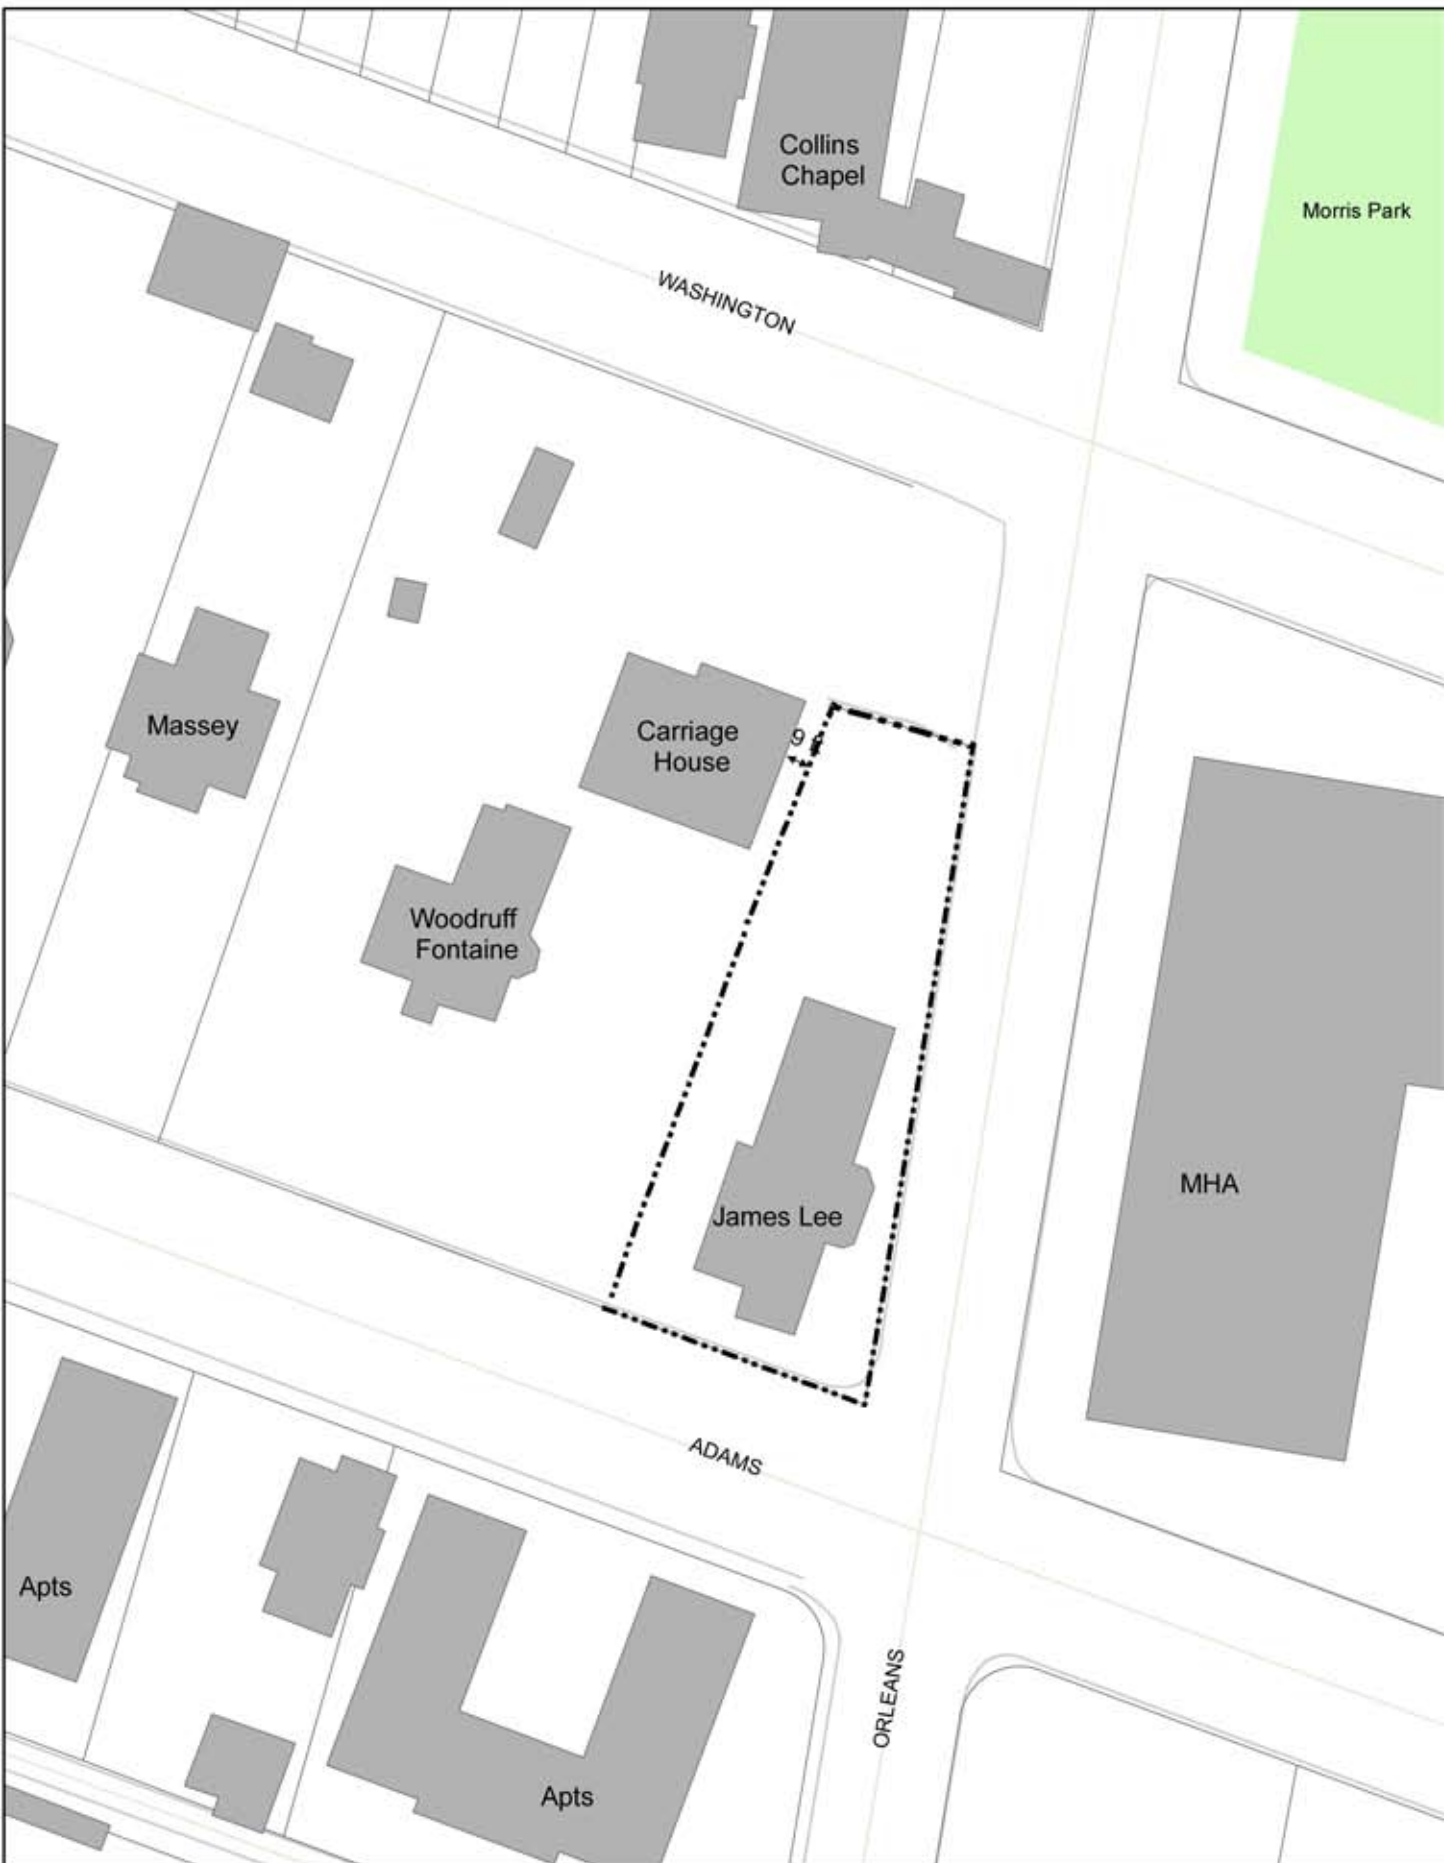 Collins
Chapel
Morris Park
WASHINGTON
Massey
Carriage
House
9
Woodruff
Fontaine
James Lee
MHA
ADAMS
Apts
ORLEANS
Apts